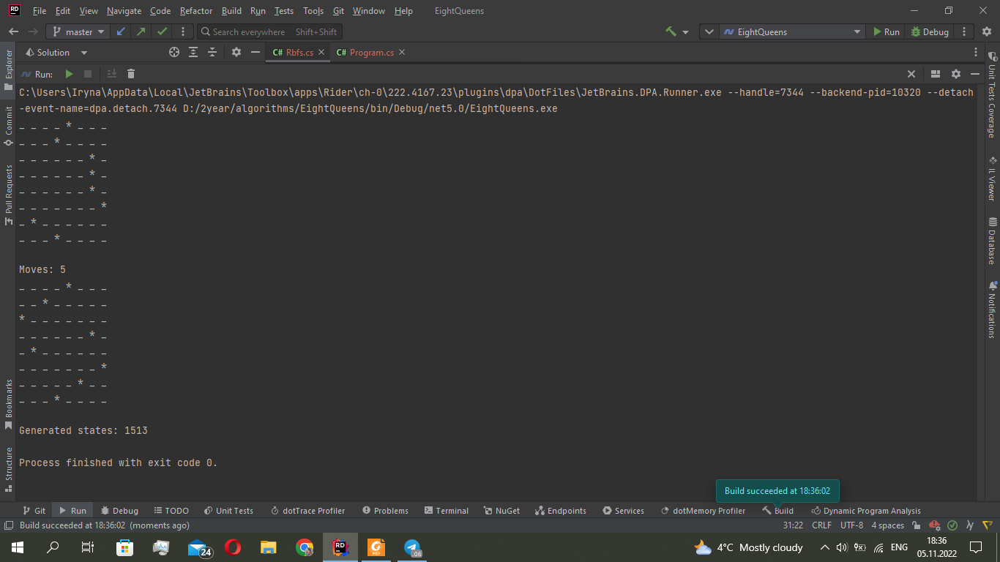 RD File Edit View Navigate Code Refactor Build Run Tests Tools Git Window Help EightQueens
master Search everywhere Shift+Shift EightQueens Run Debug
Solution C# Rbfs.cs C# Program.cs
Run:
C:\Users\Iryna\AppData\Local\JetBrains\Toolbox\apps\Rider\ch-0\222.4167.23\plugins\dpa\DotFiles\JetBrains.DPA.Runner.exe --handle=7344 --backend-pid=10320 --detach
-event-name=dpa.detach.7344 D:/2year/algorithms/EightQueens/bin/Debug/net5.0/EightQueens.exe
_ _ _ _ * _ _ _
_ _ _ * _ _ _ _
_ _ _ _ _ _ * _
_ _ _ _ _ _ * _
_ _ _ _ _ _ * _
_ _ _ _ _ _ _ *
_ * _ _ _ _ _ _
_ _ _ * _ _ _ _
Moves: 5
_ _ _ _ * _ _ _
_ _ * _ _ _ _ _
* _ _ _ _ _ _ _
_ _ _ _ _ _ * _
_ * _ _ _ _ _ _
_ _ _ _ _ _ _ *
_ _ _ _ _ * _ _
_ _ _ * _ _ _ _
Generated states: 1513
Process finished with exit code 0.
Explorer
Commit
Pull Requests
Bookmarks
Structure
Unit Tests Coverage
IL Viewer
Database
Notifications
Build succeeded at 18:36:02
Git Run Debug TODO Unit Tests dotTrace Profiler Problems Terminal NuGet Endpoints Services dotMemory Profiler Build Dynamic Program Analysis
Build succeeded at 18:36:02 (moments ago) 31:22 CRLF UTF-8 4 spaces
24 RD PDF .06 4°C Mostly cloudy ENG 18:36
05.11.2022